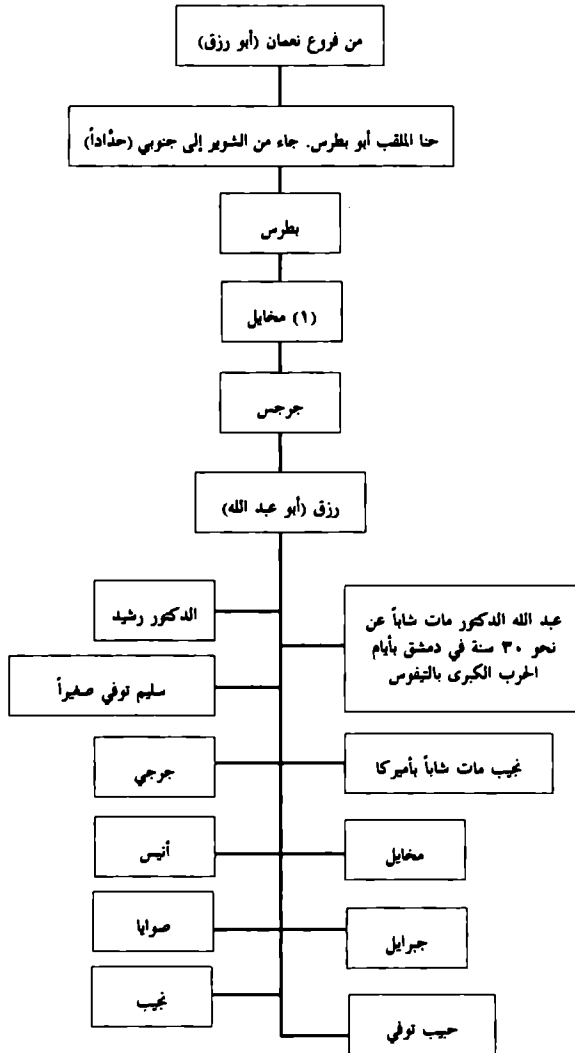 من فروع نعمان (أبو رزق)
حنا الملقب أبو بطرس. جاء من الشوير إلى جنوبي (حدّاداً)
بطرس
(١) مخايل
جرجس
رزق (أبو عبد الله)
عبد الله الدكتور مات شاباً عن
نحو ٣٠ سنة في دمشق بأيام
الحرب الكبرى بالتيفوس
الدكتور رشيد
سليم توفي صغيراً
نجيب مات شاباً بأميركا
جرجي
مخايل
أنيس
جبرايل
صوايا
نجيب
حبيب توفي